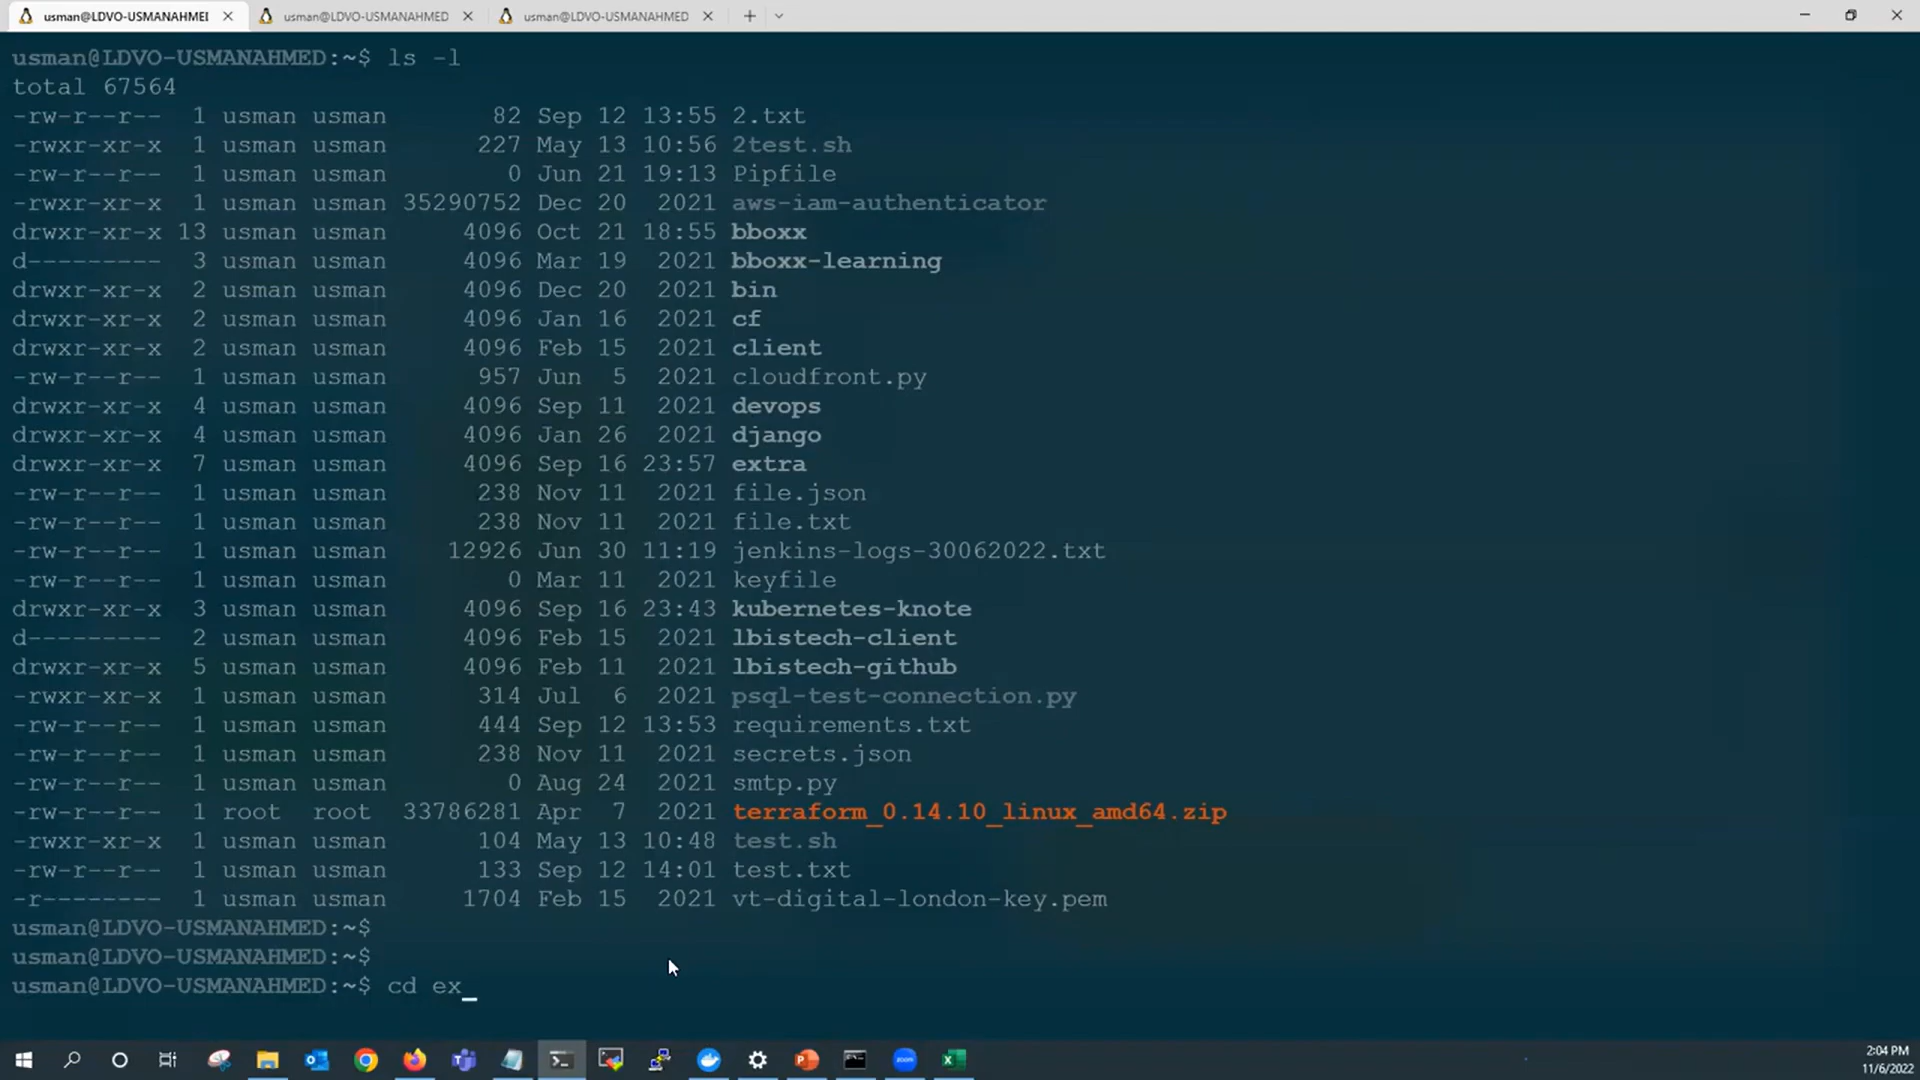 usman@LDVO-USMANAHMEI usman@LDVO-USMANAHMED usman@LDVO-USMANAHMED
usman@LDVO-USMANAHMED:~$ ls -l
total 67564
-rw-r--r-- 1 usman usman 82 Sep 12 13:55 2.txt
-rwxr-xr-x 1 usman usman 227 May 13 10:56 2test.sh
-rw-r--r-- 1 usman usman 0 Jun 21 19:13 Pipfile
-rwxr-xr-x 1 usman usman 35290752 Dec 20 2021 aws-iam-authenticator
drwxr-xr-x 13 usman usman 4096 Oct 21 18:55 bboxx
d--------- 3 usman usman 4096 Mar 19 2021 bboxx-learning
drwxr-xr-x 2 usman usman 4096 Dec 20 2021 bin
drwxr-xr-x 2 usman usman 4096 Jan 16 2021 cf
drwxr-xr-x 2 usman usman 4096 Feb 15 2021 client
-rw-r--r-- 1 usman usman 957 Jun 5 2021 cloudfront.py
drwxr-xr-x 4 usman usman 4096 Sep 11 2021 devops
drwxr-xr-x 4 usman usman 4096 Jan 26 2021 django
drwxr-xr-x 7 usman usman 4096 Sep 16 23:57 extra
-rw-r--r-- 1 usman usman 238 Nov 11 2021 file.json
-rw-r--r-- 1 usman usman 238 Nov 11 2021 file.txt
-rw-r--r-- 1 usman usman 12926 Jun 30 11:19 jenkins-logs-30062022.txt
-rw-r--r-- 1 usman usman 0 Mar 11 2021 keyfile
drwxr-xr-x 3 usman usman 4096 Sep 16 23:43 kubernetes-knote
d--------- 2 usman usman 4096 Feb 15 2021 lbistech-client
drwxr-xr-x 5 usman usman 4096 Feb 11 2021 lbistech-github
-rwxr-xr-x 1 usman usman 314 Jul 6 2021 psql-test-connection.py
-rw-r--r-- 1 usman usman 444 Sep 12 13:53 requirements.txt
-rw-r--r-- 1 usman usman 238 Nov 11 2021 secrets.json
-rw-r--r-- 1 usman usman 0 Aug 24 2021 smtp.py
-rw-r--r-- 1 root root 33786281 Apr 7 2021 terraform_0.14.10_linux_amd64.zip
-rwxr-xr-x 1 usman usman 104 May 13 10:48 test.sh
-rw-r--r-- 1 usman usman 133 Sep 12 14:01 test.txt
-r-------- 1 usman usman 1704 Feb 15 2021 vt-digital-london-key.pem
usman@LDVO-USMANAHMED:~$
usman@LDVO-USMANAHMED:~$
usman@LDVO-USMANAHMED:~$ cd ex_
zoom
2:04 PM
11/6/2022